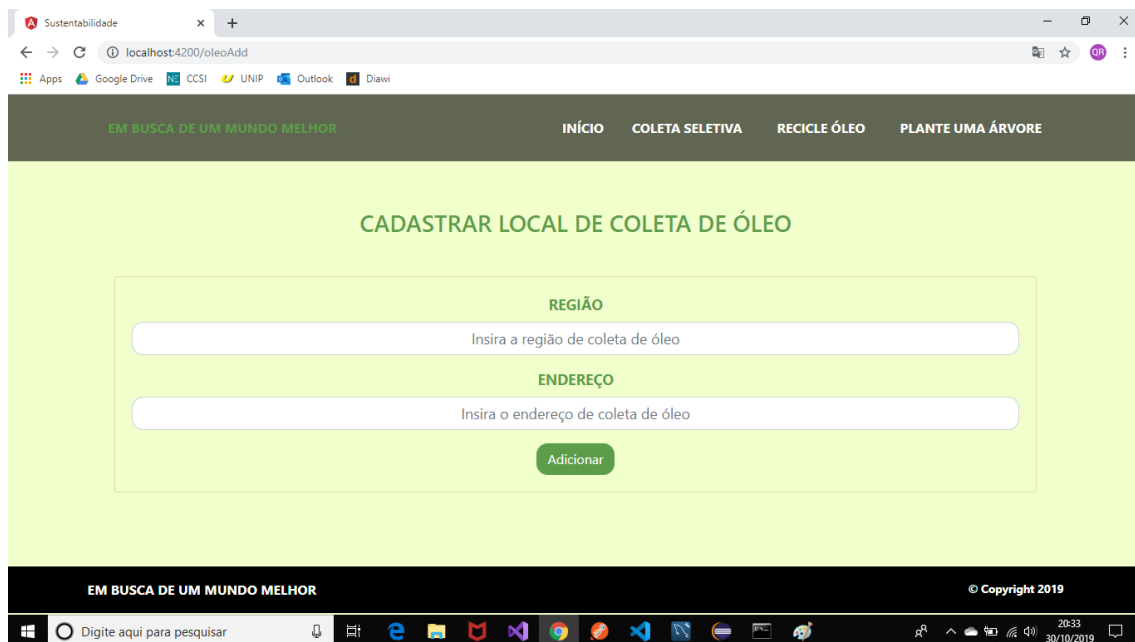 Sustentabilidade
localhost:4200/oleoAdd
QR
Apps Google Drive NE CCSI UNIP Outlook d Diawi
EM BUSCA DE UM MUNDO MELHOR INÍCIO COLETA SELETIVA RECICLE ÓLEO PLANTE UMA ÁRVORE
CADASTRAR LOCAL DE COLETA DE ÓLEO
REGIÃO
Insira a região de coleta de óleo
ENDEREÇO
Insira o endereço de coleta de óleo
Adicionar
EM BUSCA DE UM MUNDO MELHOR © Copyright 2019
Digite aqui para pesquisar 20:33
30/10/2019